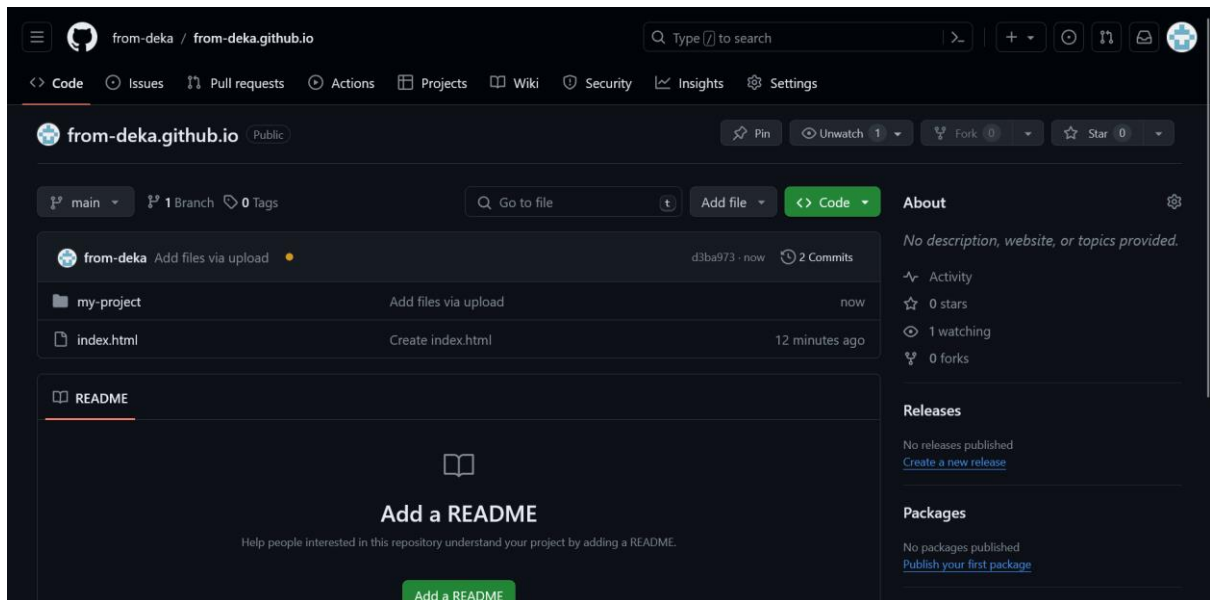 from-deka / from-deka.github.io
Type / to search
Code Issues Pull requests Actions Projects Wiki Security Insights Settings
from-deka.github.io Public
Pin Unwatch 1 Fork 0 Star 0
main 1 Branch 0 Tags
Go to file t
Add file
Code
from-deka Add files via upload
d3ba973 · now 2 Commits
my-project Add files via upload now
index.html Create index.html 12 minutes ago
README
Add a README
Help people interested in this repository understand your project by adding a README.
Add a README
About
No description, website, or topics provided.
Activity
0 stars
1 watching
0 forks
Releases
No releases published
Create a new release
Packages
No packages published
Publish your first package